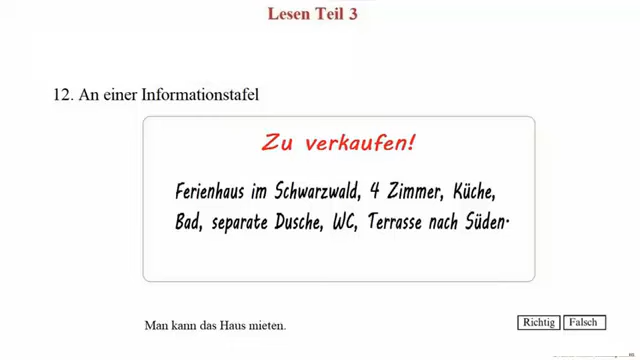 Lesen Teil 3
12. An einer Informationstafel
Zu verkaufen!
Ferienhaus im Schwarzwald, 4 Zimmer, Küche,
Bad, separate Dusche, WC, Terrasse nach Süden.
Man kann das Haus mieten.
Richtig Falsch